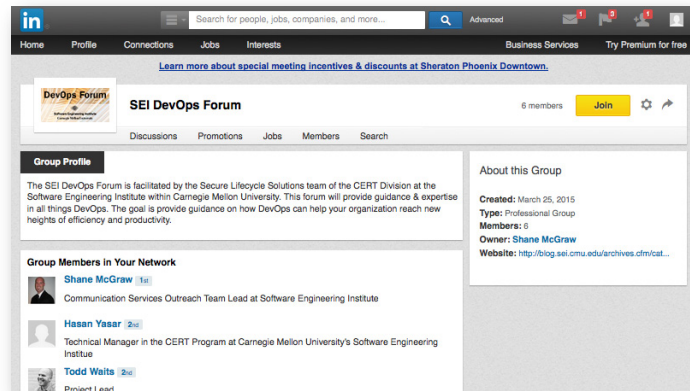 in
Search for people, jobs, companies, and more...
Advanced
1
3
1
Home Profile Connections Jobs Interests Business Services Try Premium for free
Learn more about special meeting incentives & discounts at Sheraton Phoenix Downtown.
DevOps Forum
Software Engineering Institute
Carnegie Mellon University
SEI DevOps Forum
6 members
Join
Discussions Promotions Jobs Members Search
Group Profile
The SEI DevOps Forum is facilitated by the Secure Lifecycle Solutions team of the CERT Division at the
Software Engineering Institute within Carnegie Mellon University. This forum will provide guidance & expertise
in all things DevOps. The goal is provide guidance on how DevOps can help your organization reach new
heights of efficiency and productivity.
About this Group
Created: March 25, 2015
Type: Professional Group
Members: 6
Owner: Shane McGraw
Website: http://blog.sei.cmu.edu/archives.cfm/cat...
Group Members in Your Network
Shane McGraw 1st
Communication Services Outreach Team Lead at Software Engineering Institute
Hasan Yasar 2nd
Technical Manager in the CERT Program at Carnegie Mellon University's Software Engineering
Institue
Todd Waits 2nd
Project Lead